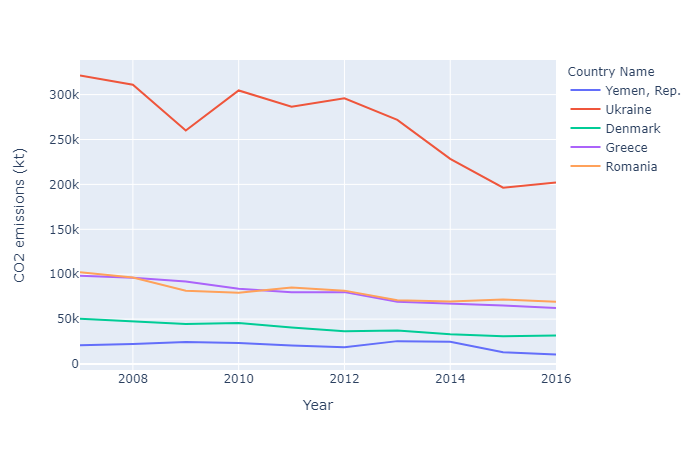 Country Name
Yemen, Rep.
Ukraine
Denmark
Greece
Romania
CO2 emissions (kt)
300k
250k
200k
150k
100k
50k
0
2008
2010
2012
2014
2016
Year